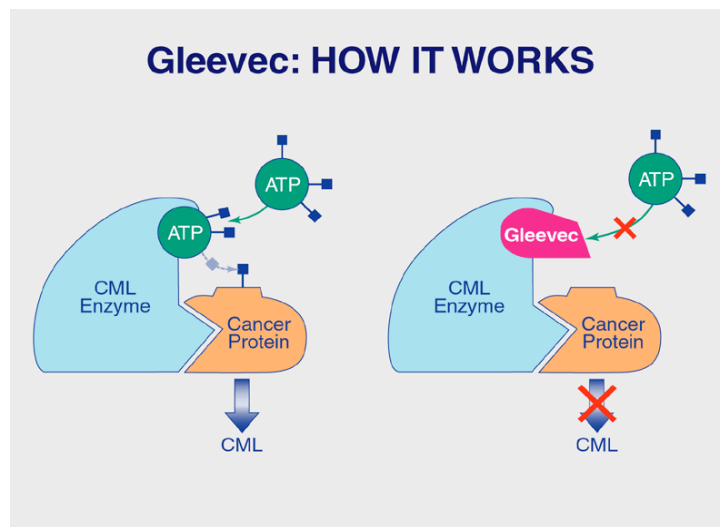 Gleevec: HOW IT WORKS
ATP
ATP
CML
Enzyme
Cancer
Protein
CML
ATP
Gleevec
CML
Enzyme
Cancer
Protein
CML